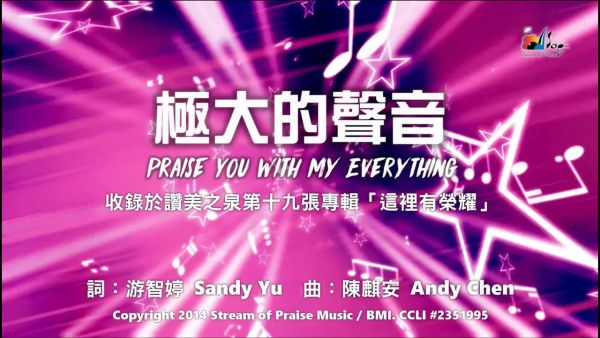 極大的聲音
PRAISE YOU WITH MY EVERYTHING
收錄於讚美之泉第十九張專輯「這裡有榮耀」
詞：游智婷 Sandy Yu 曲：陳麒安 Andy Chen
Copyright 2014 Stream of Praise Music / BMI. CCLI #2351995